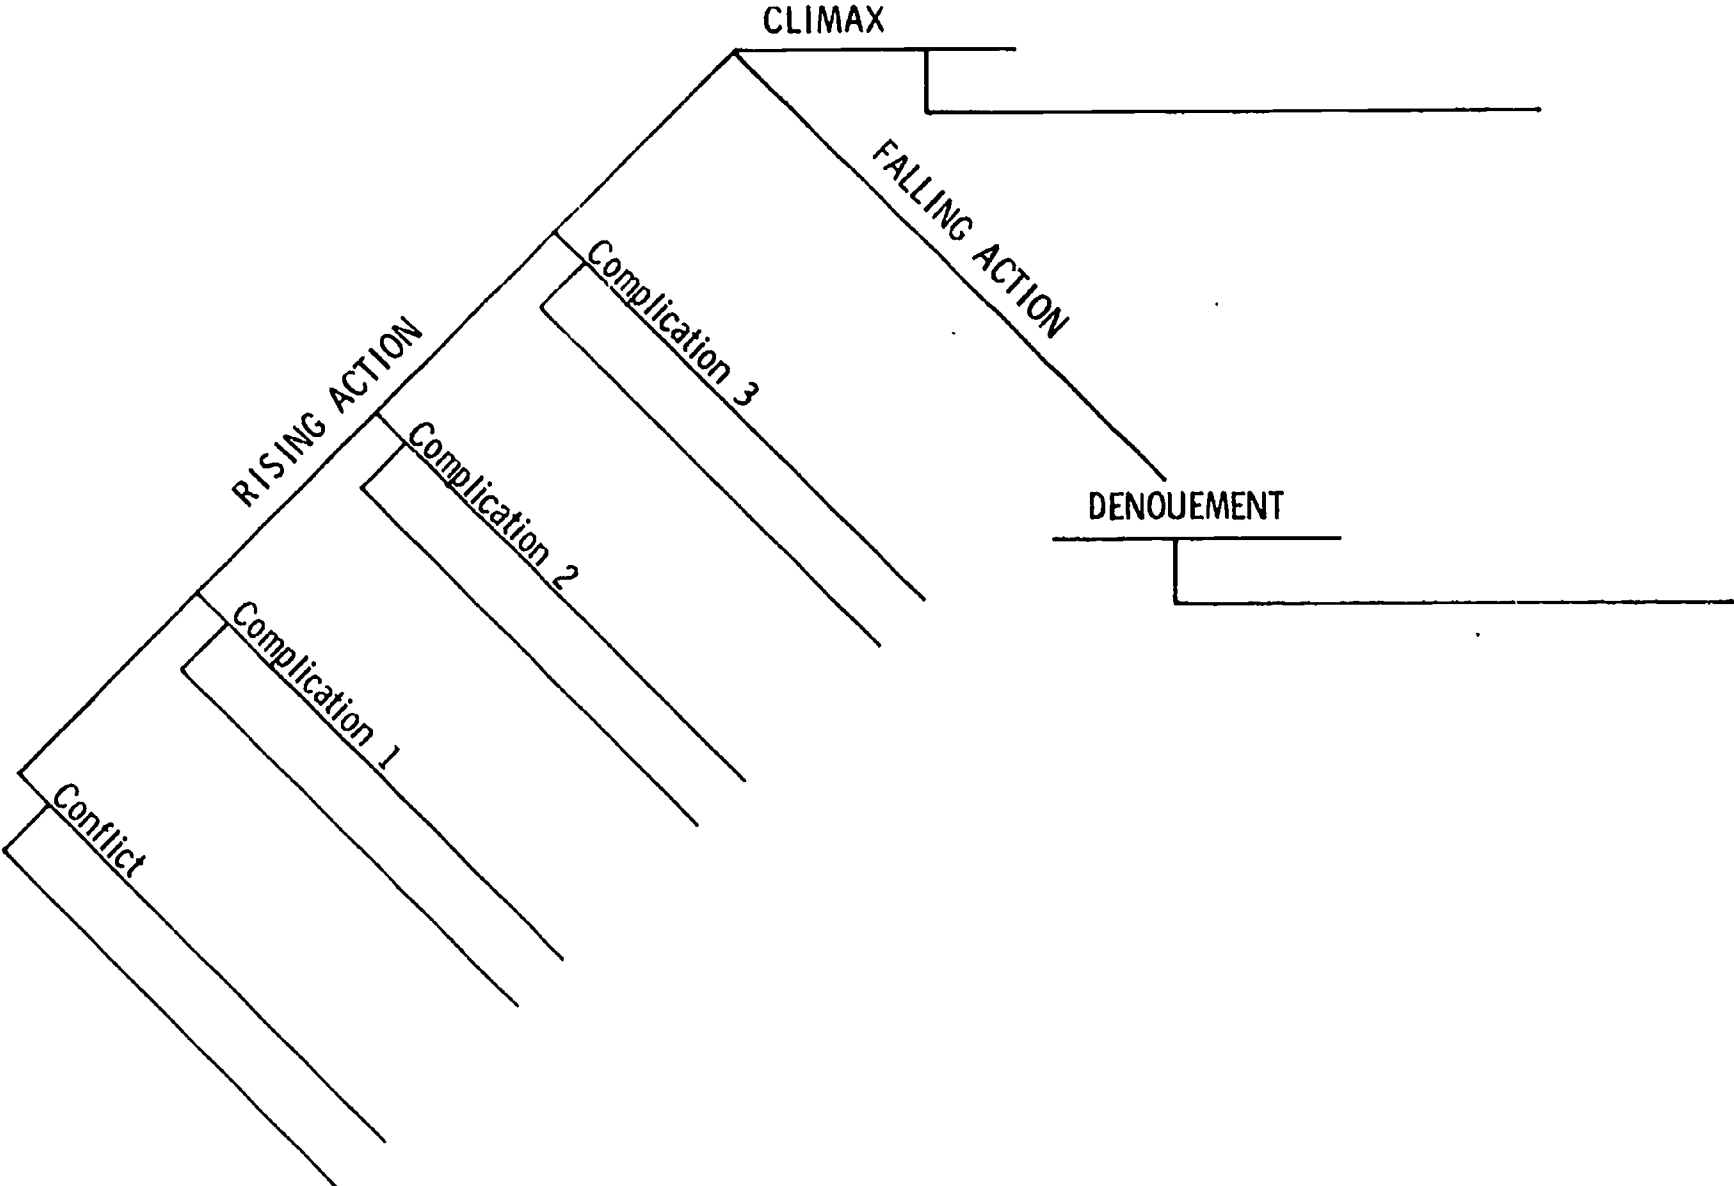 CLIMAX
FALLING ACTION
Complication 3
RISING ACTION
Complication 2
DENOUEMENT
Complication 1
Conflict